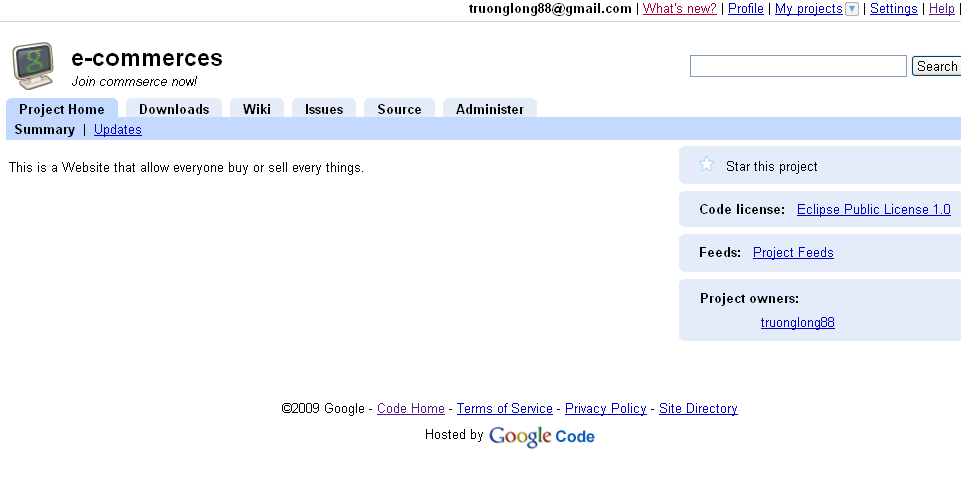 truonglong88@gmail.com | What's new? | Profile | My projects | Settings | Help |
e-commerces
Join commserce now!
Search
Project Home Downloads Wiki Issues Source Administer
Summary | Updates
This is a Website that allow everyone buy or sell every things.
Star this project
Code license: Eclipse Public License 1.0
Feeds: Project Feeds
Project owners:
truonglong88
©2009 Google - Code Home - Terms of Service - Privacy Policy - Site Directory
Hosted by Google Code